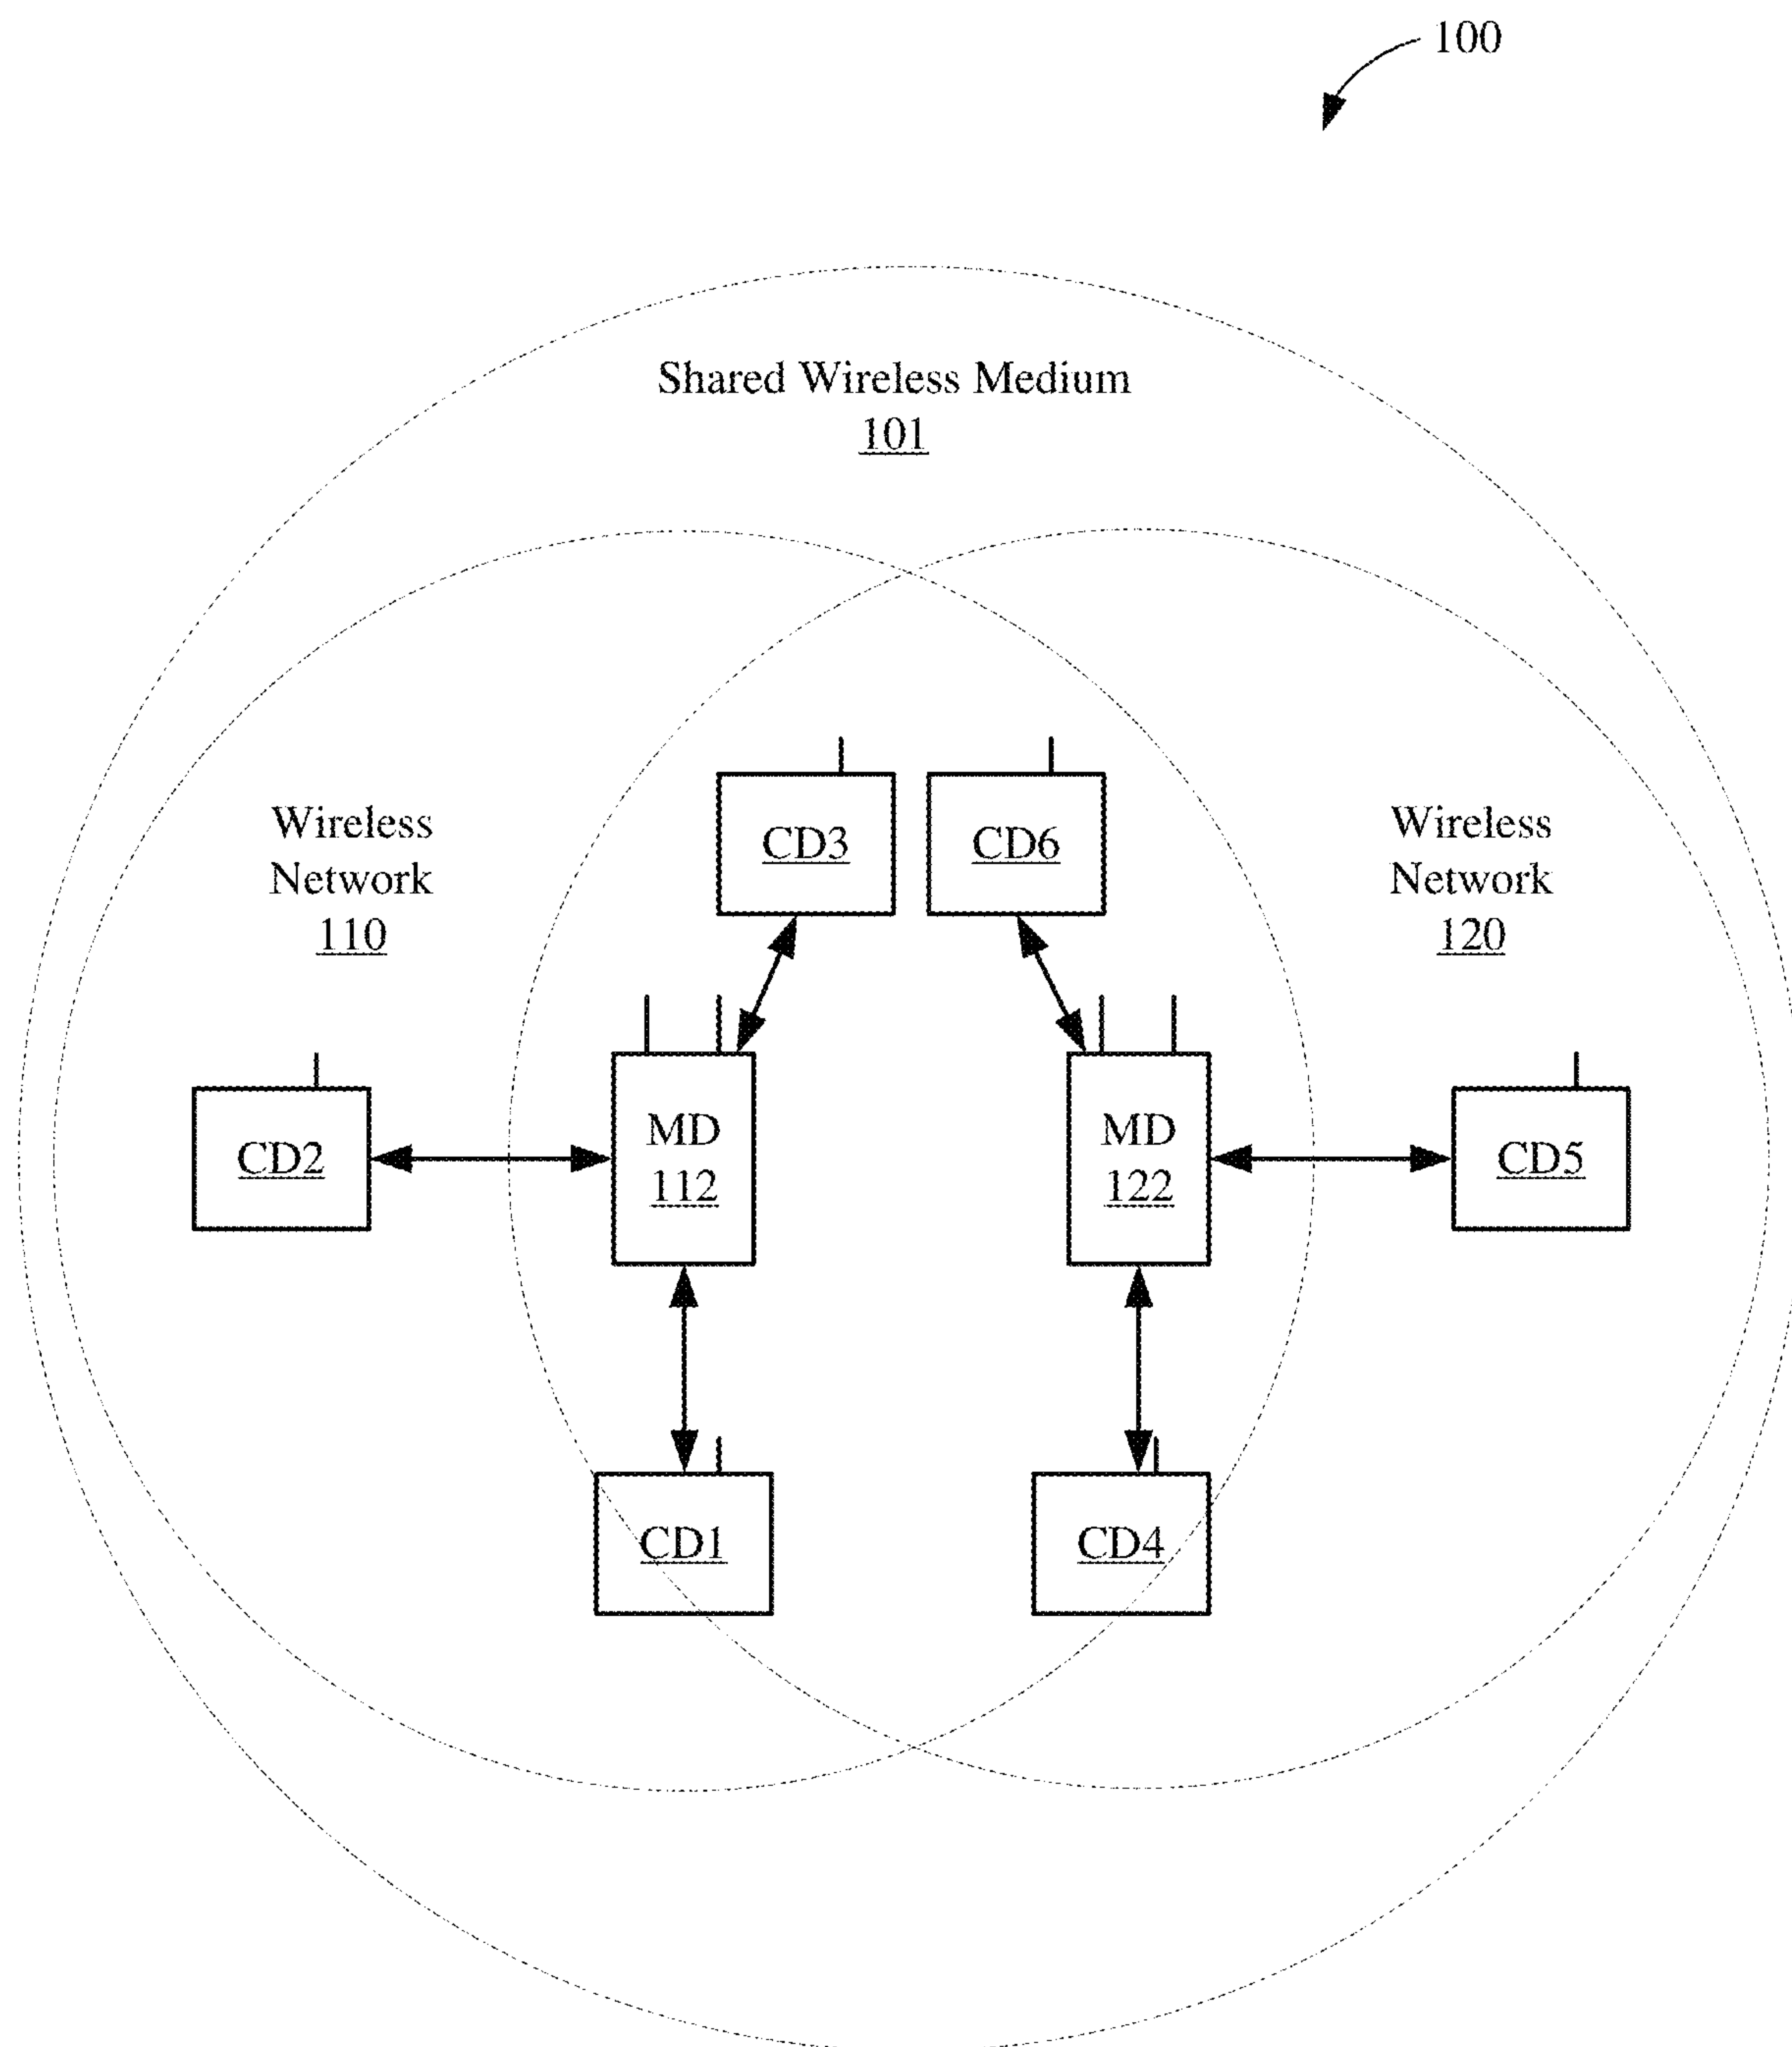 100
Shared Wireless Medium
101
Wireless
Network
110
Wireless
Network
120
CD3
CD6
MD
112
MD
122
CD2
CD5
CD1
CD4